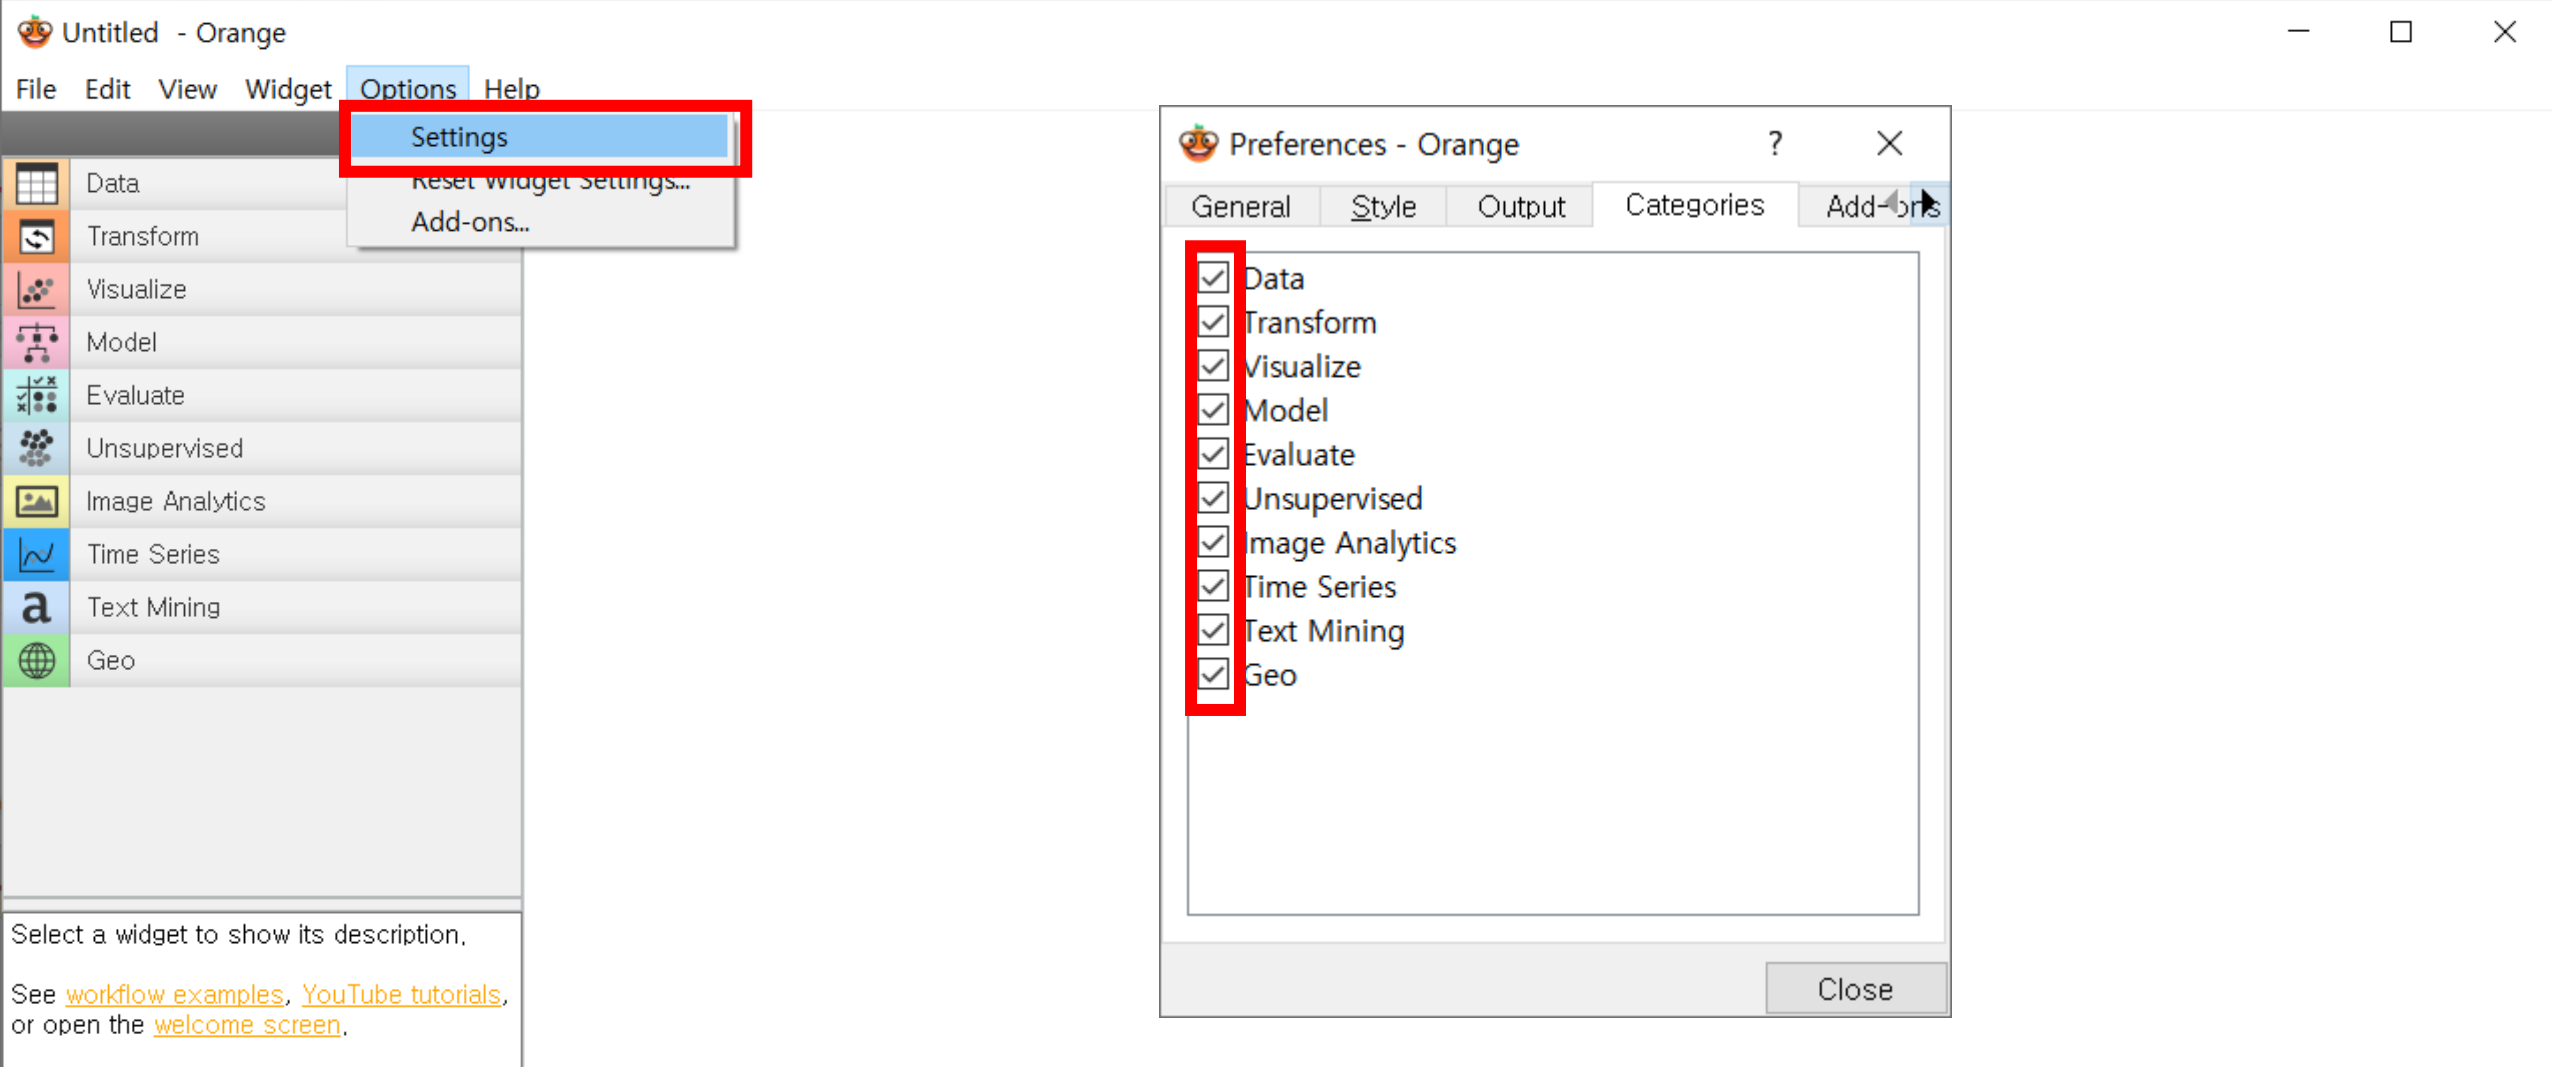 Untitled - Orange
File Edit View Widget Options Help
Settings
Reset Widget Settings...
Add-ons...
Data
Transform
Visualize
Model
Evaluate
Unsupervised
Image Analytics
Time Series
Text Mining
Geo
Select a widget to show its description.
See workflow examples, YouTube tutorials,
or open the welcome screen.
Preferences - Orange ?
General Style Output Categories Add-ons
Data
Transform
Visualize
Model
Evaluate
Unsupervised
Image Analytics
Time Series
Text Mining
Geo
Close